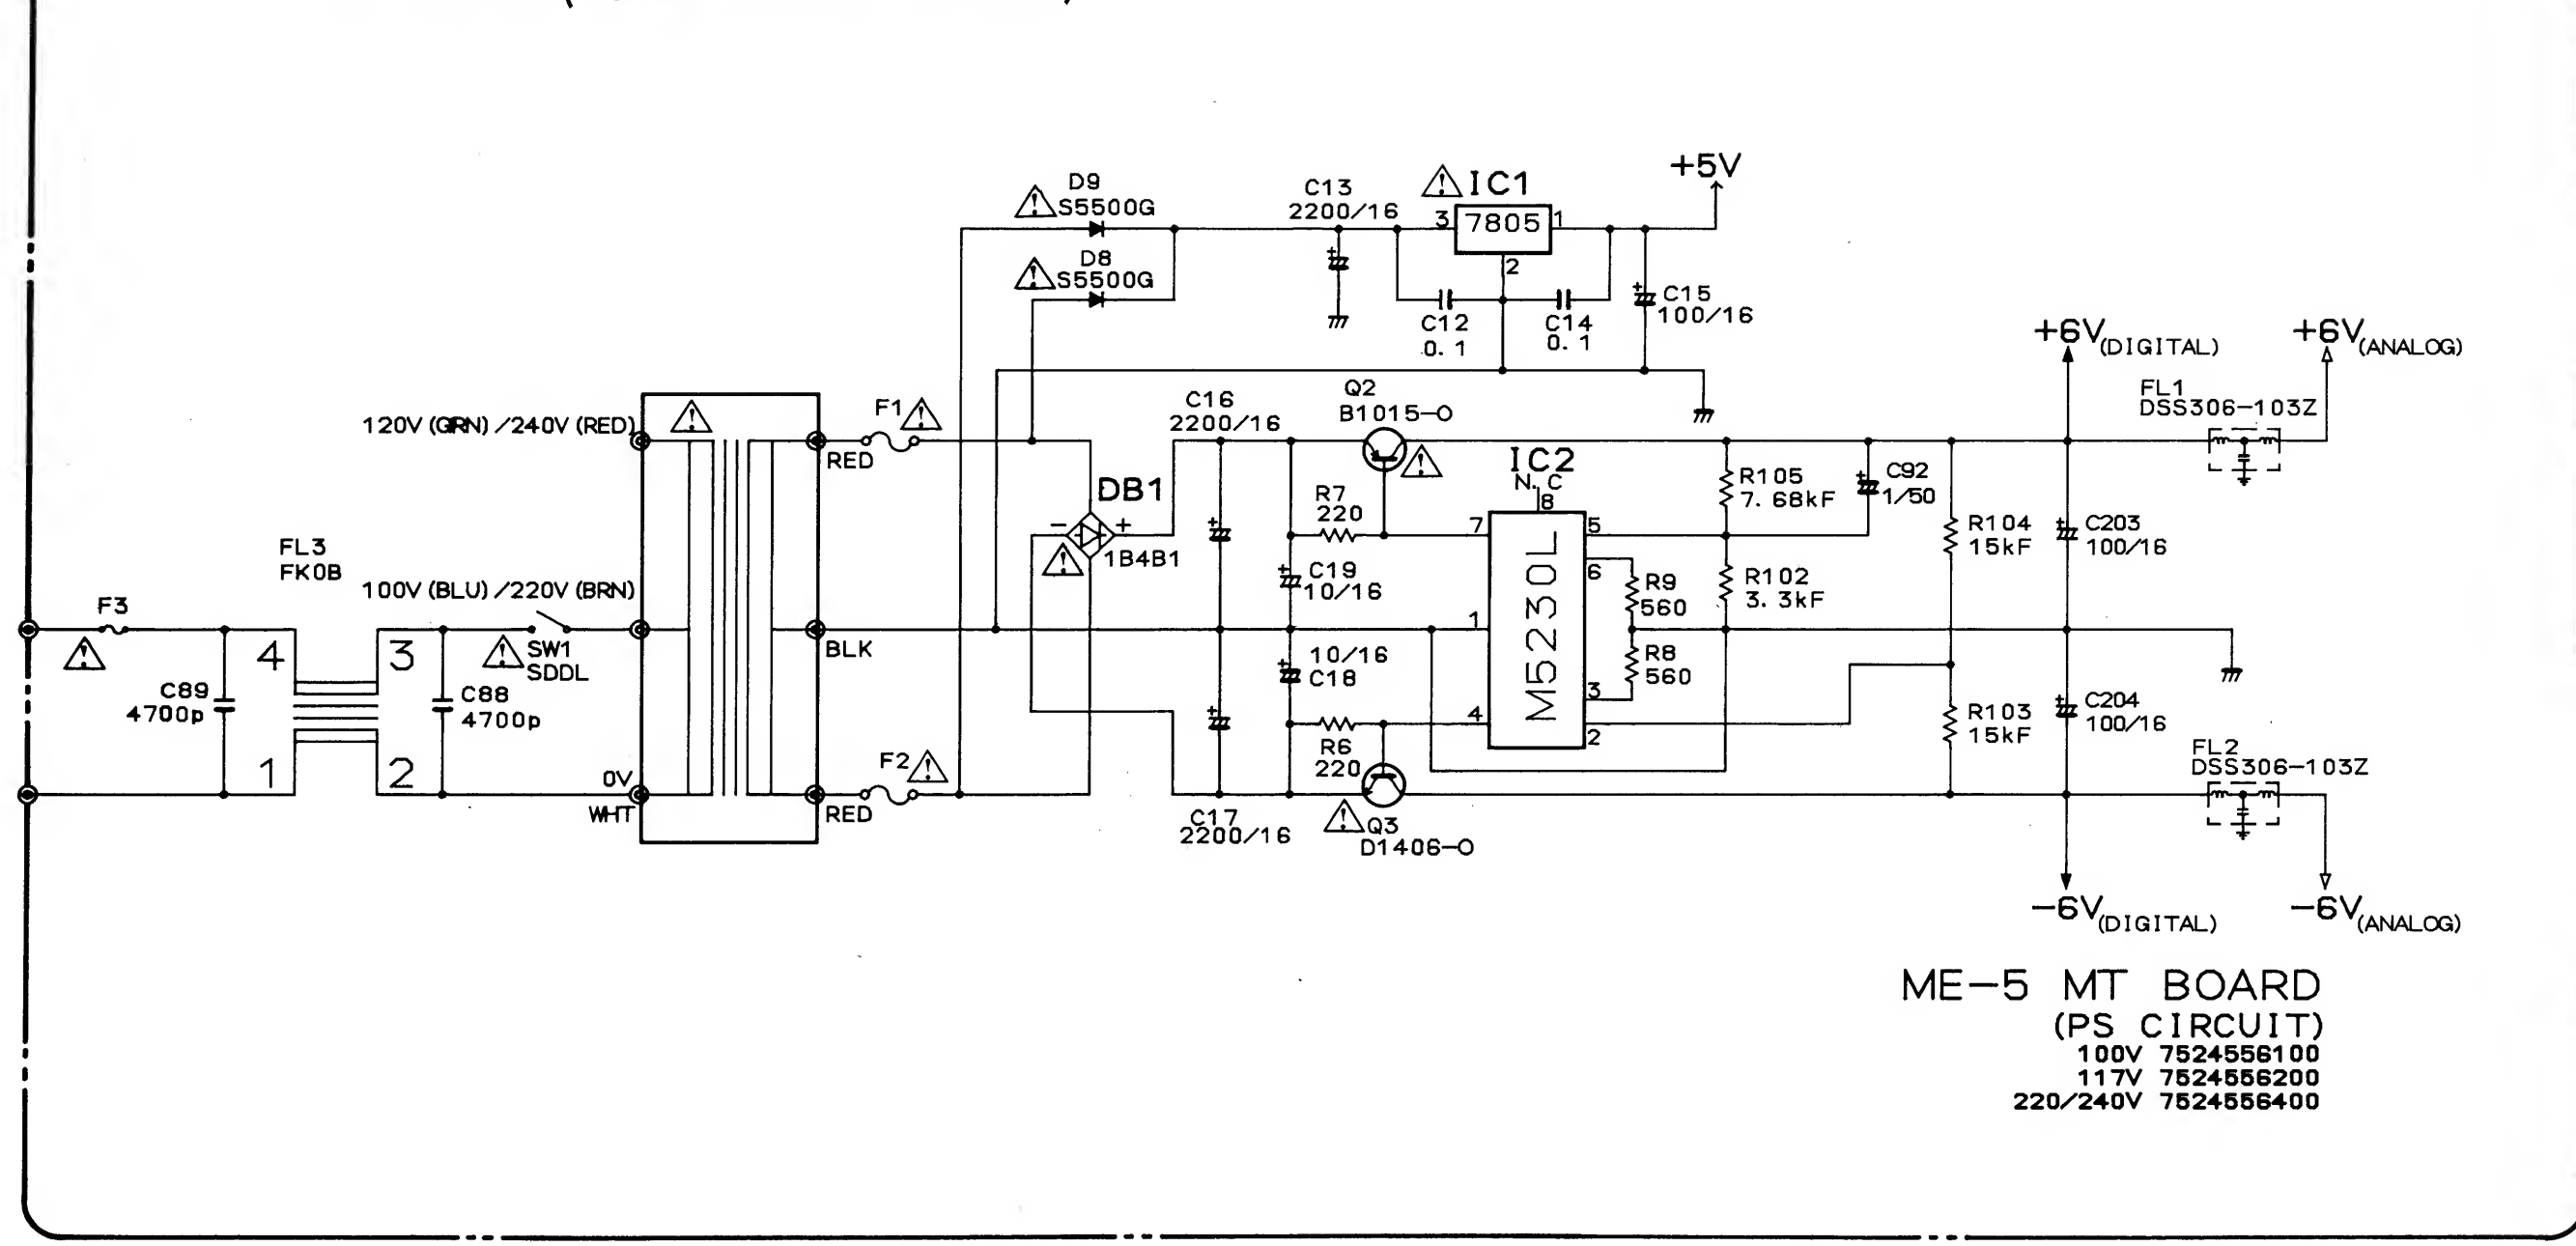 +5V
D9
S5500G
C13
2200/16
IC1
3
7805
1
2
D8
S5500G
C12
0.1
C14
0.1
C15
100/16
+6V(DIGITAL)
+6V(ANALOG)
FL1
DSS306-103Z
120V(GRN)/240V(RED)
F1
RED
C16
2200/16
Q2
B1015-O
IC2
N.C
8
DB1
-
+
1B4B1
R7
220
7
5
R105
7.68kF
C92
1/50
R104
15kF
C203
100/16
FL3
FK0B
C19
10/16
6
R9
560
R102
3.3kF
100V(BLU)/220V(BRN)
F3
4
3
SW1
SDDL
BLK
1
M5230L
10/16
C18
R8
560
3
C89
4700p
C88
4700p
4
2
R103
15kF
C204
100/16
1
2
0V
WHT
F2
RED
R6
220
FL2
DSS306-103Z
C17
2200/16
Q3
D1406-O
-6V(DIGITAL)
-6V(ANALOG)
ME-5 MT BOARD
(PS CIRCUIT)
100V 7524556100
117V 7524556200
220/240V 7524556400